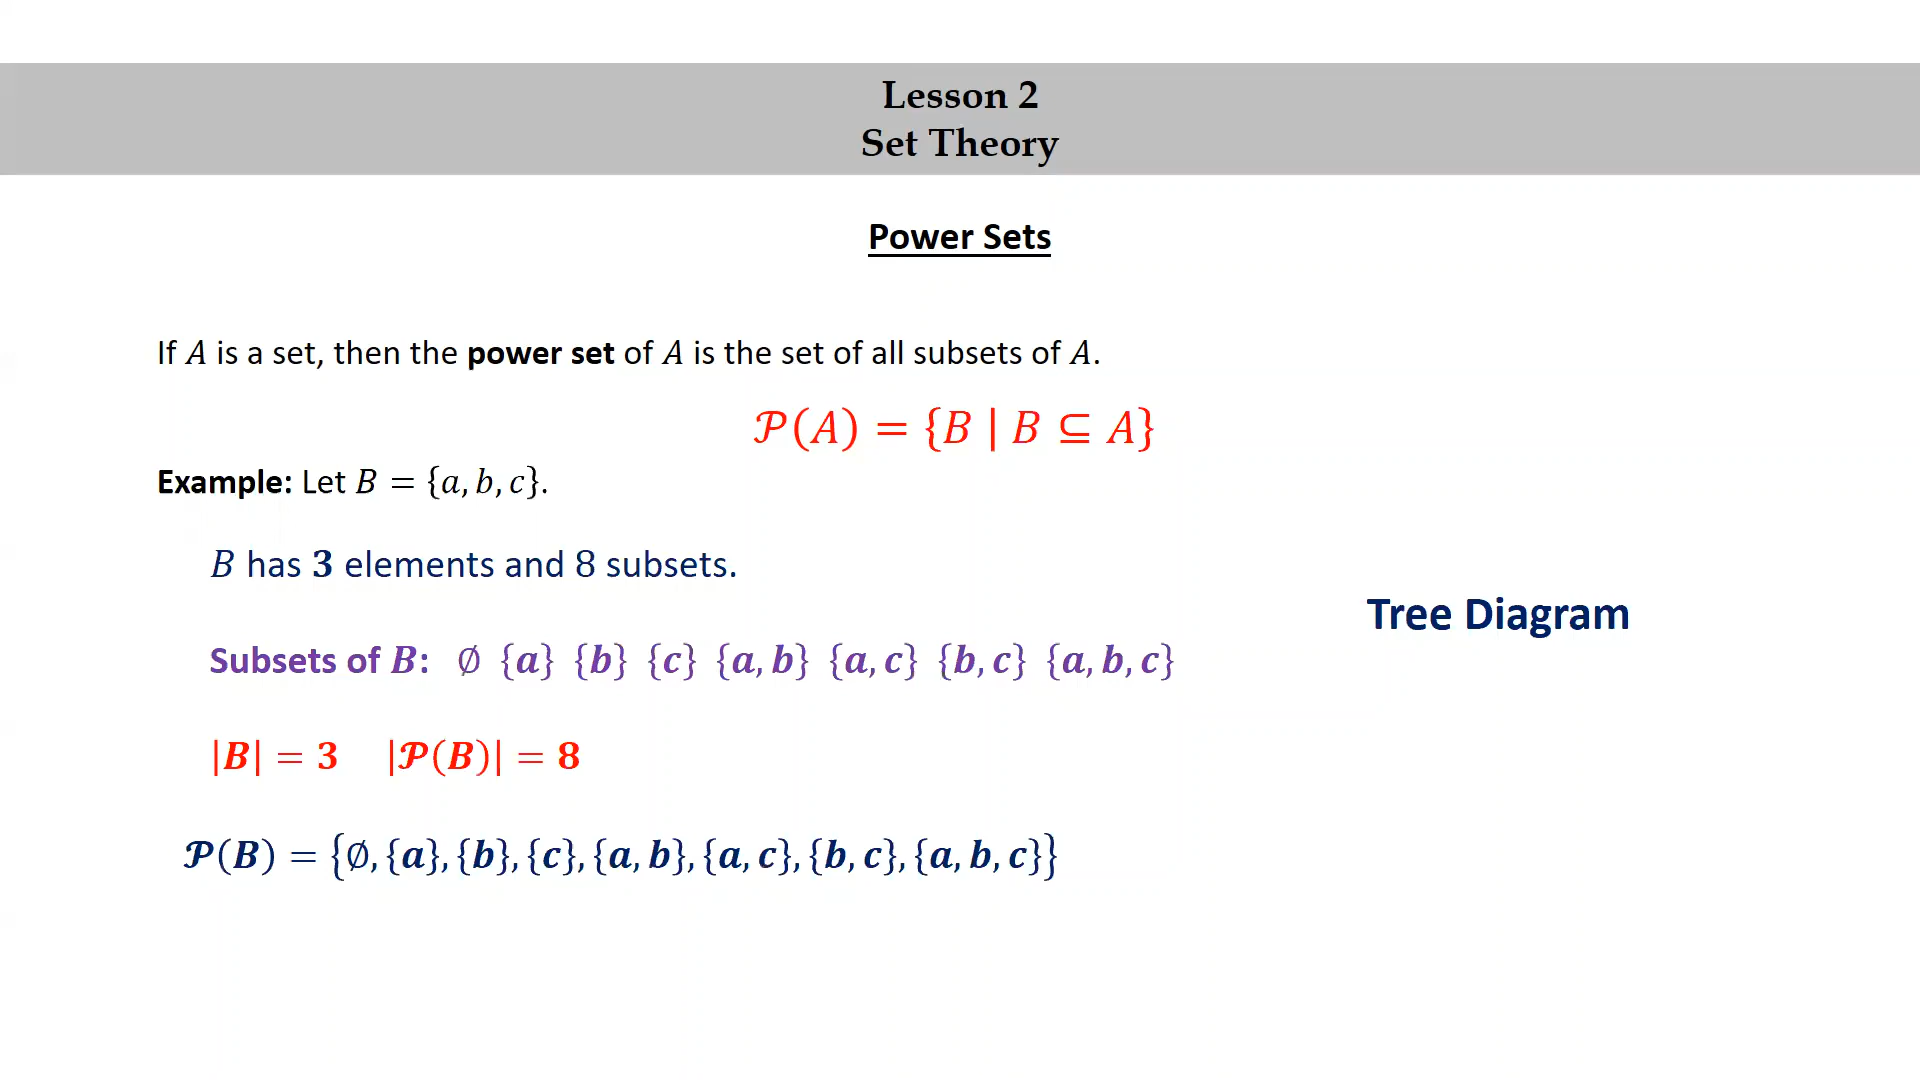 Lesson 2
Set Theory
Power Sets
If A is a set, then the power set of A is the set of all subsets of A.
𝒫(A) = {B | B ⊆ A}
Example: Let B = {a, b, c}.
B has 3 elements and 8 subsets.
Tree Diagram
Subsets of B: ∅ {a} {b} {c} {a, b} {a, c} {b, c} {a, b, c}
|B| = 3 |𝒫(B)| = 8
𝒫(B) = {∅, {a}, {b}, {c}, {a, b}, {a, c}, {b, c}, {a, b, c}}